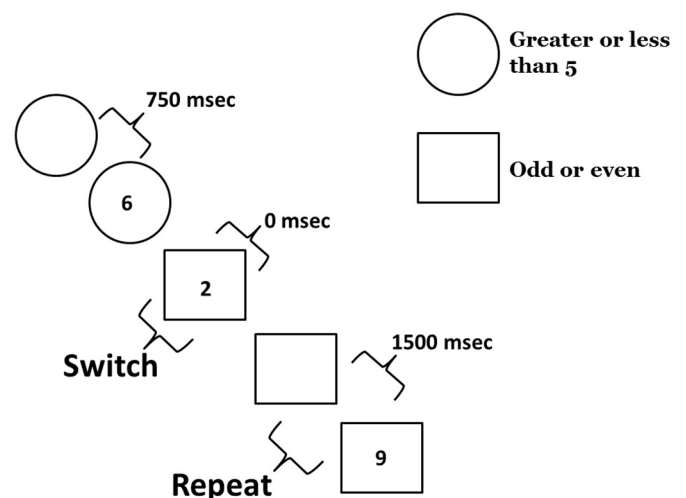 Greater or less
than 5
750 msec
Odd or even
6
0 msec
2
1500 msec
Switch
9
Repeat